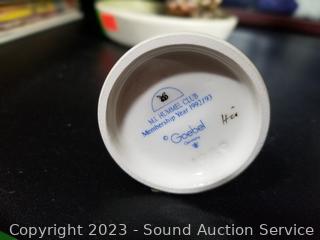 M.I. HUMMEL CLUB
Membership Year 1992/93
© Goebel
Germany
Copyright 2023 - Sound Auction Service